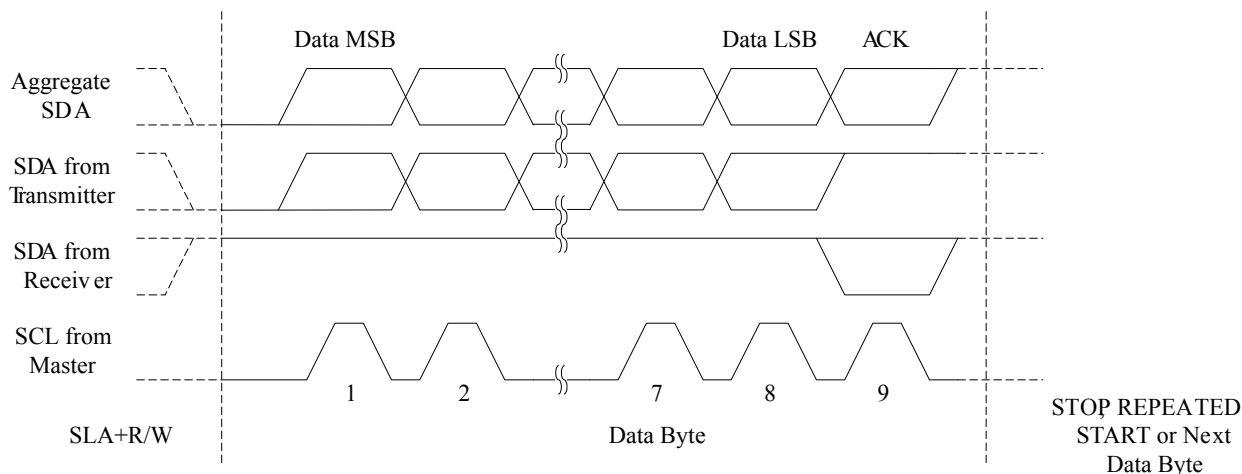 Data MSB
Data LSB
ACK
Aggregate
SDA
SDA from
Transmitter
SDA from
Receiver
SCL from
Master
1
2
7
8
9
SLA+R/W
Data Byte
STOP, REPEATED
START or Next
Data Byte